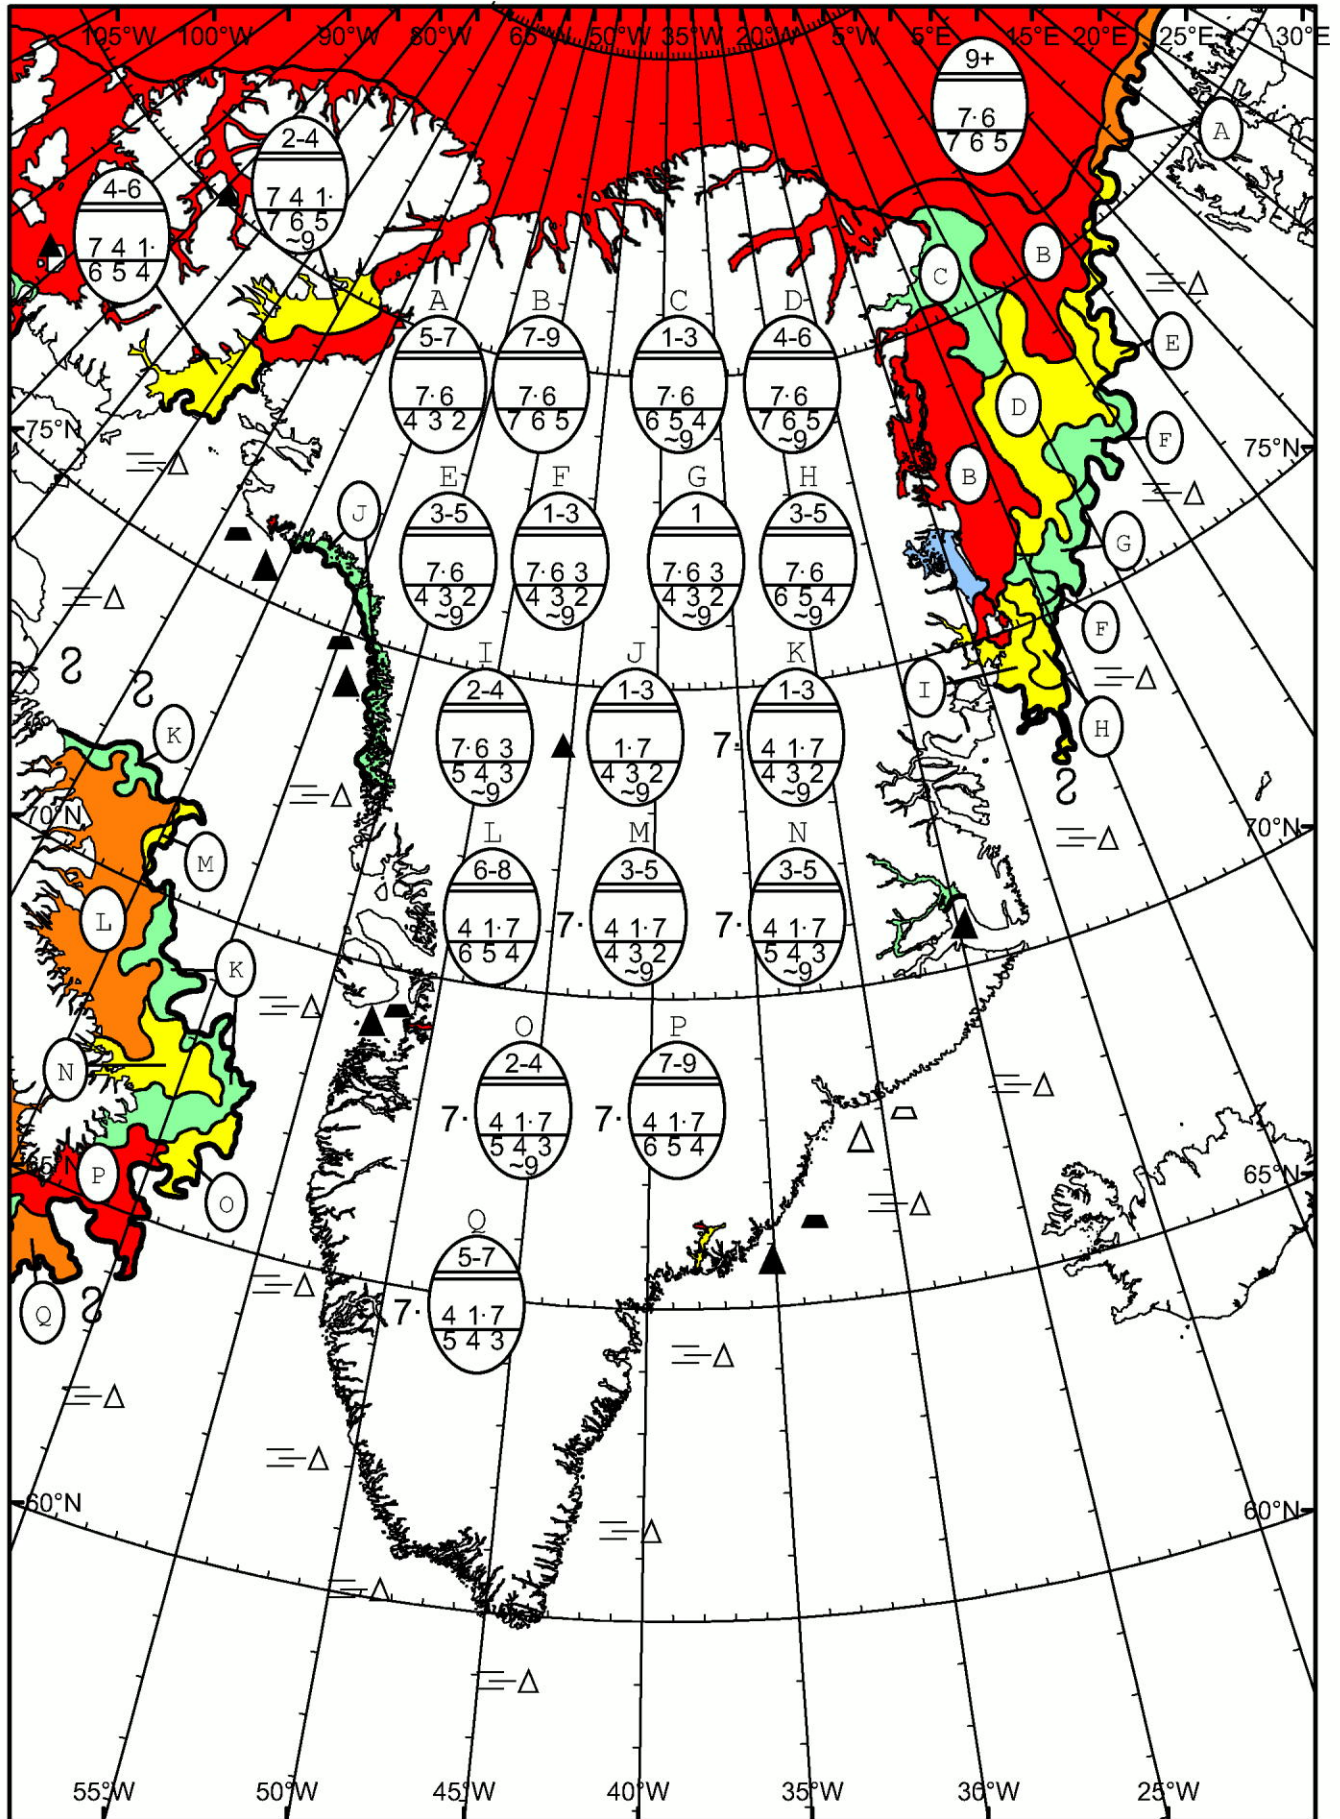 105°W 100°W 90°W 80°W 65°W 50°W 35°W 20°W 5°W 5°E 15°E 20°E 25°E 30°E
9+
7· 6
7 6 5
A
2-4
7 4 1·
7 6 5
~9
4-6
7 4 1·
6 5 4
B
C
A B C D
5-7 7-9 1-3 4-6
7· 6 7· 6 7· 6 7· 6
4 3 2 7 6 5 6 5 4 7 6 5
~9 ~9
E
D
F
75°N 75°N
B
E F G H
3-5 1-3 1 3-5
7· 6 7· 6 3 7· 6 3 7· 6
4 3 2 4 3 2 4 3 2 6 5 4
~9 ~9 ~9 ~9
J
G
F
I
H
I J K
2-4 1-3 1-3
7· 6 3 1· 7 7· 4 1· 7
5 4 3 4 3 2 4 3 2
~9 ~9 ~9
K
70°N 70°N
M
L M N
6-8 3-5 3-5
4 1· 7 7· 4 1· 7 7· 4 1· 7
6 5 4 4 3 2 5 4 3
~9 ~9
L
K
N
O P
2-4 7-9
7· 4 1· 7 7· 4 1· 7
5 4 3 6 5 4
~9
65°N 65°N
P
O
Q
5-7
7· 4 1· 7
5 4 3
Q
60°N 60°N
55°W 50°W 45°W 40°W 35°W 30°W 25°W